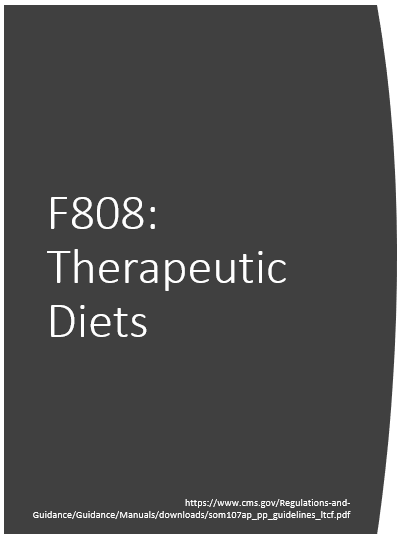 F808:
Therapeutic
Diets
https://www.cms.gov/Regulations-and-
Guidance/Guidance/Manuals/downloads/som107ap_pp_guidelines_ltcf.pdf